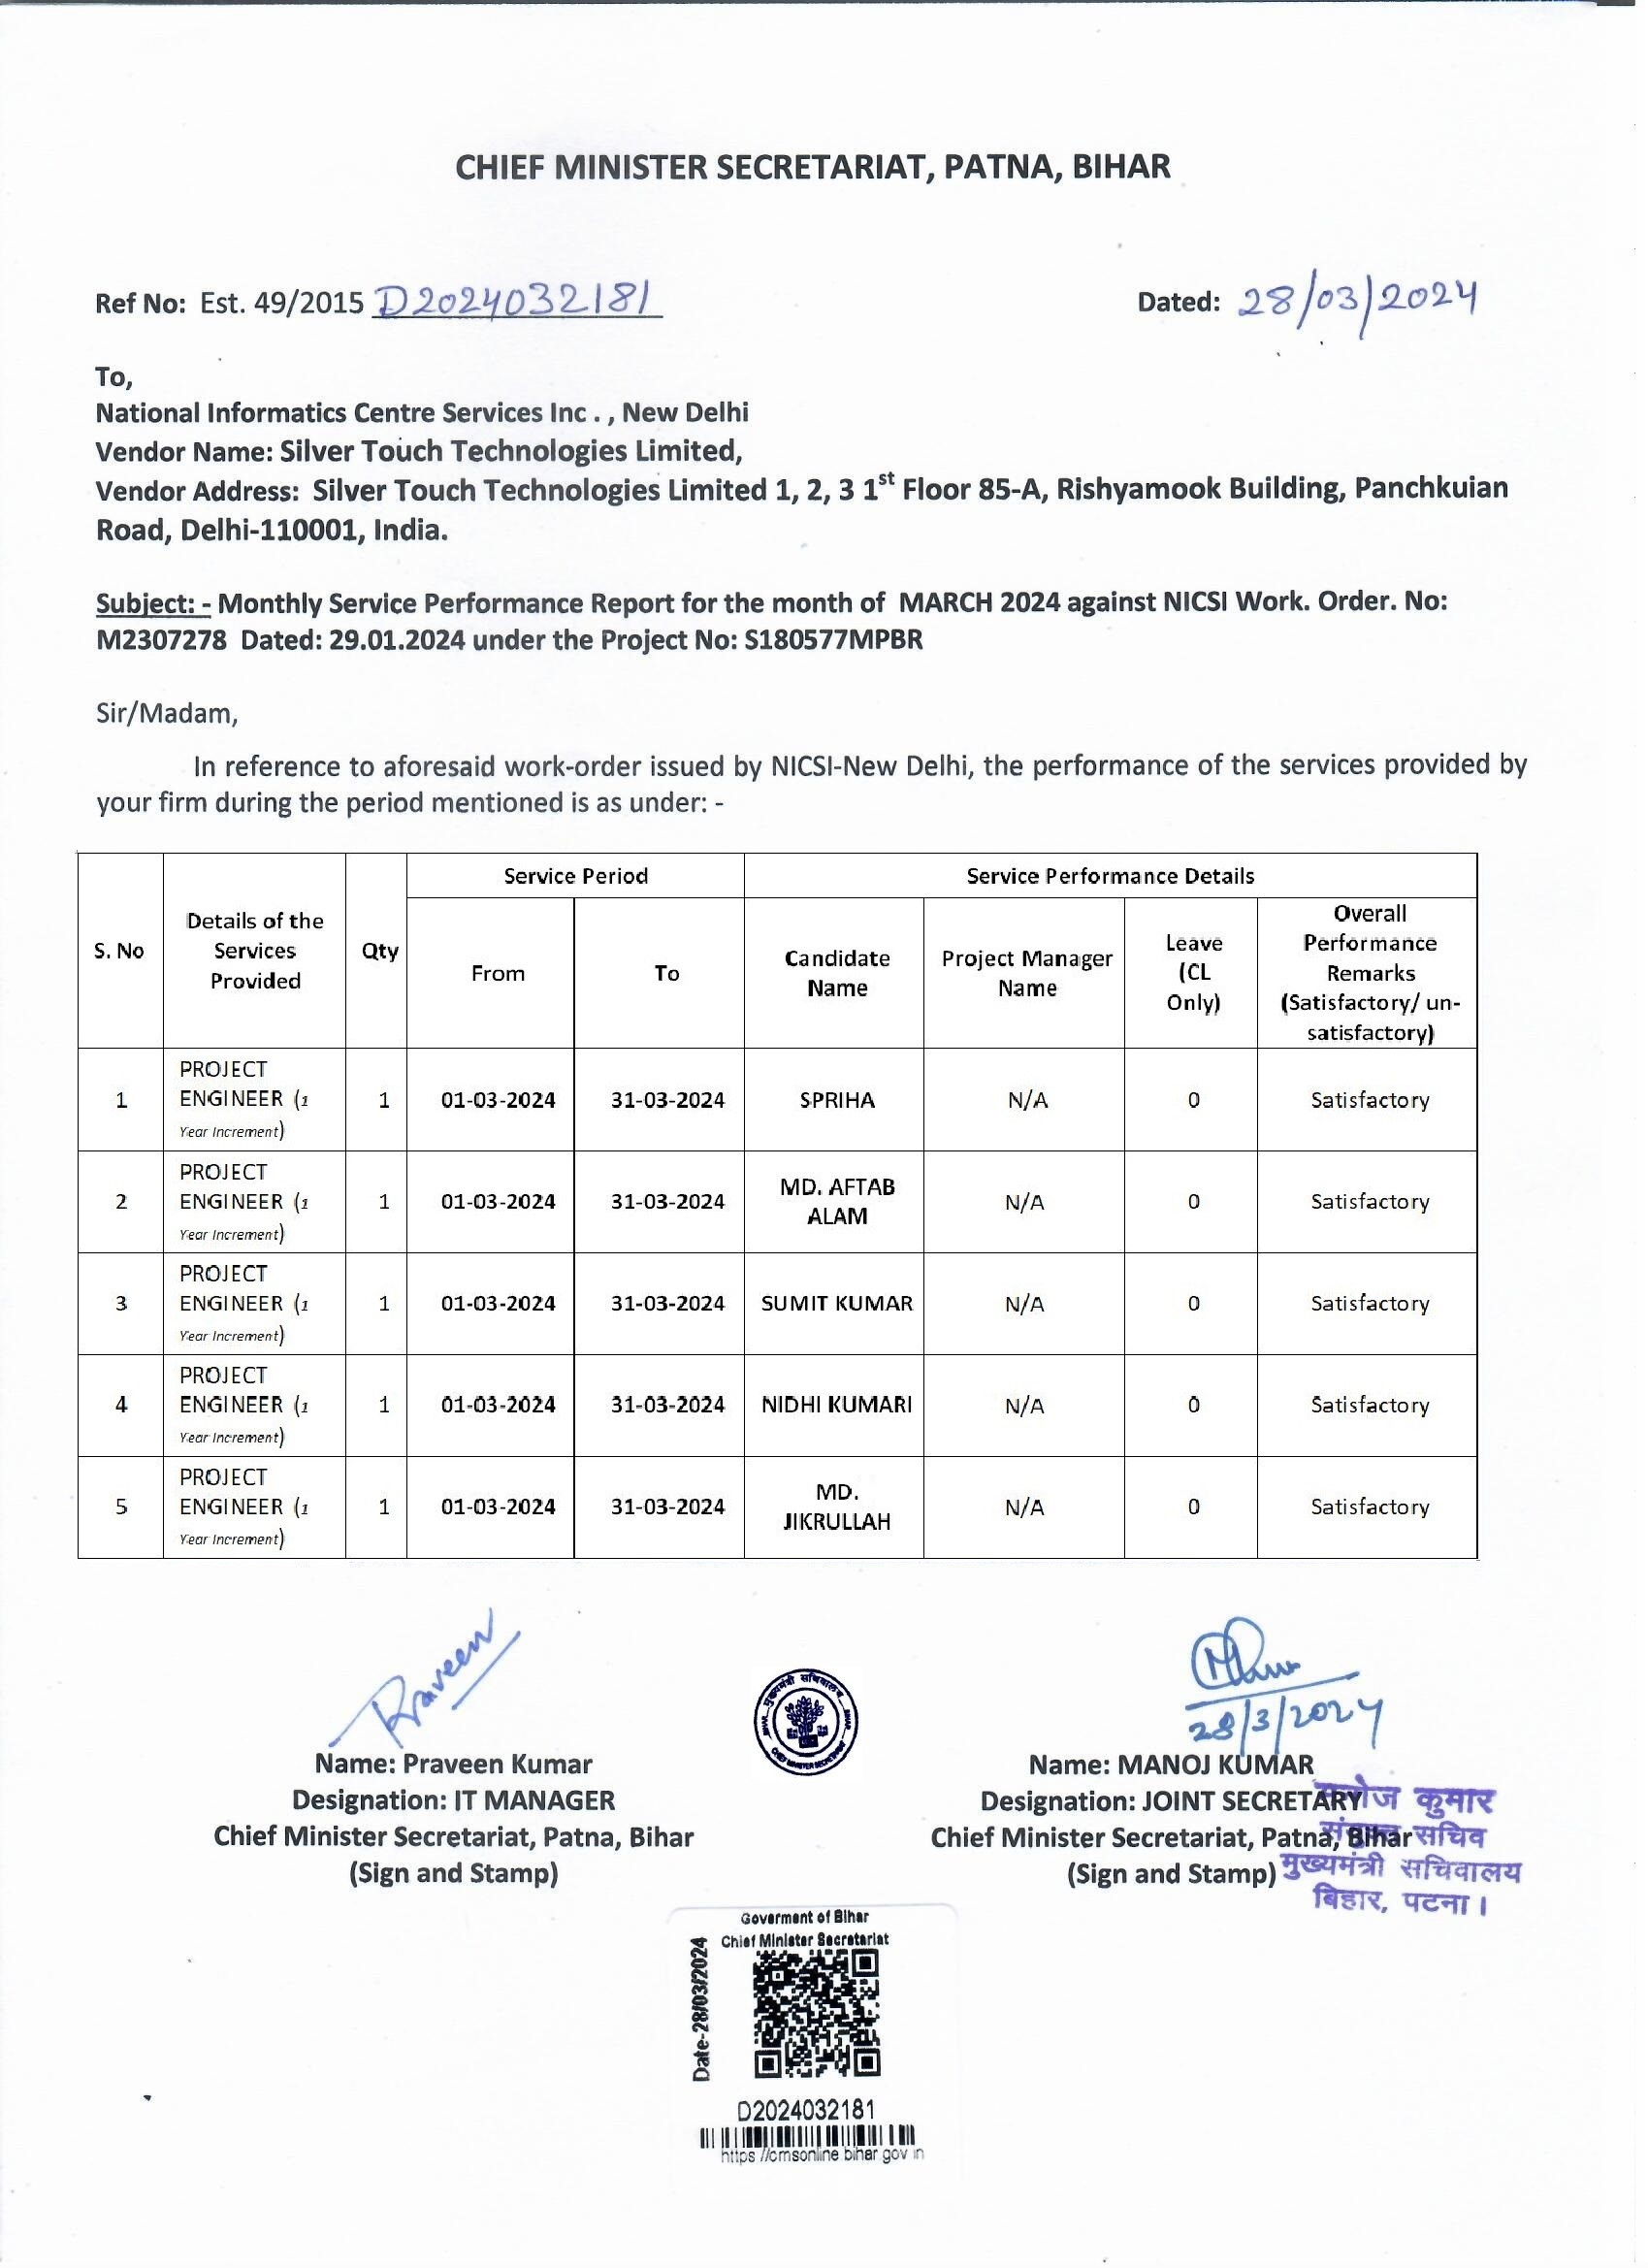 CHIEF MINISTER SECRETARIAT, PATNA, BIHAR
Ref No: Est. 49/2015 D2024032181
Dated: 28/03/2024
To,
National Informatics Centre Services Inc . , New Delhi
Vendor Name: Silver Touch Technologies Limited,
Vendor Address: Silver Touch Technologies Limited 1, 2, 3 1st Floor 85-A, Rishyamook Building, Panchkuian
Road, Delhi-110001, India.
Subject: - Monthly Service Performance Report for the month of MARCH 2024 against NICSI Work. Order. No:
M2307278 Dated: 29.01.2024 under the Project No: S180577MPBR
Sir/Madam,
In reference to aforesaid work-order issued by NICSI-New Delhi, the performance of the services provided by
your firm during the period mentioned is as under: -
S. No
Details of the
Services
Provided
Qty
Service Period
From
To
Service Performance Details
Candidate
Name
Project Manager
Name
Leave
(CL
Only)
Overall
Performance
Remarks
(Satisfactory/ un-
satisfactory)
1
PROJECT
ENGINEER (1
Year Increment)
1
01-03-2024
31-03-2024
SPRIHA
N/A
0
Satisfactory
2
PROJECT
ENGINEER (1
Year Increment)
1
01-03-2024
31-03-2024
MD. AFTAB
ALAM
N/A
0
Satisfactory
3
PROJECT
ENGINEER (1
Year Increment)
1
01-03-2024
31-03-2024
SUMIT KUMAR
N/A
0
Satisfactory
4
PROJECT
ENGINEER (1
Year Increment)
1
01-03-2024
31-03-2024
NIDHI KUMARI
N/A
0
Satisfactory
5
PROJECT
ENGINEER (1
Year Increment)
1
01-03-2024
31-03-2024
MD.
JIKRULLAH
N/A
0
Satisfactory
Praveen
Name: Praveen Kumar
Designation: IT MANAGER
Chief Minister Secretariat, Patna, Bihar
(Sign and Stamp)
मुख्यमंत्री सचिवालय
BIHAR
BIHAR
CHIEF MINISTER SECRETARIAT
28/3/2024
Name: MANOJ KUMAR
Designation: JOINT SECRETARY
Chief Minister Secretariat, Patna, Bihar
(Sign and Stamp)
मनोज कुमार
संयुक्त सचिव
मुख्यमंत्री सचिवालय
बिहार, पटना।
Goverment of Bihar
Chief Minister Secretariat
Date-28/03/2024
D2024032181
https //cmsonline bihar gov in